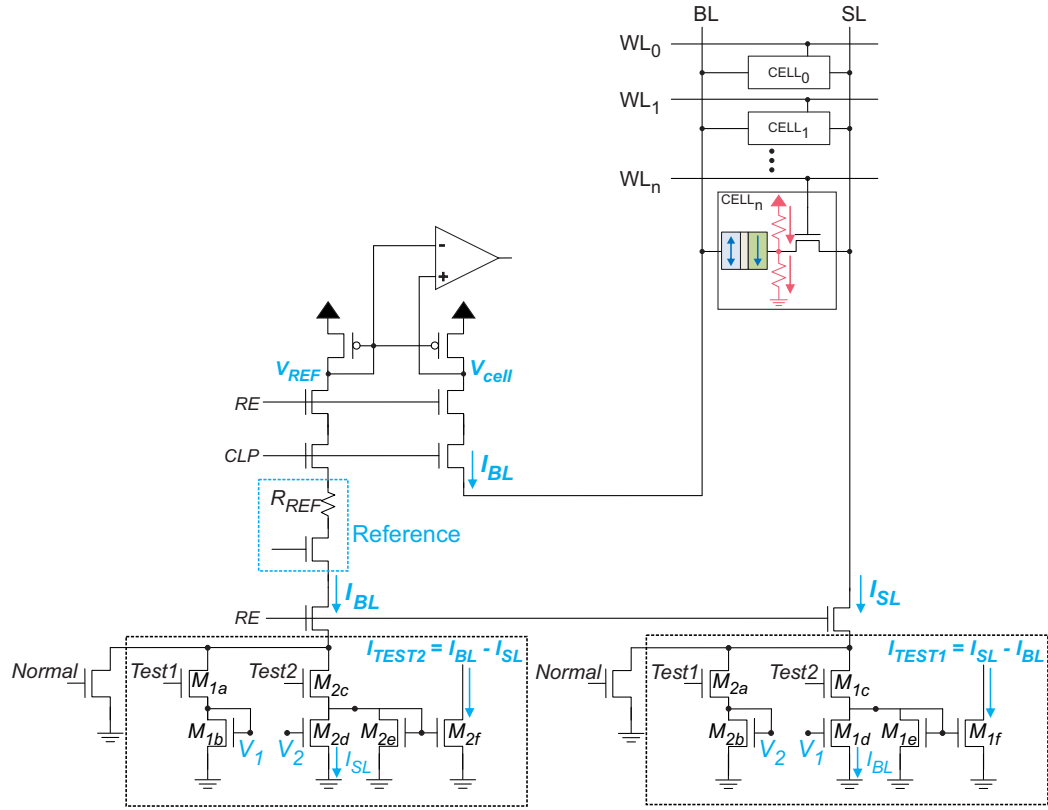 BL SL
WL0
CELL0
WL1
CELL1
WLn
CELLn
-
+
VREF Vcell
RE
CLP
IBL
RREF
Reference
IBL ISL
RE
ITEST2 = IBL - ISL ITEST1 = ISL - IBL
Normal Test1 Test2 Normal Test1 Test2
M1a M2c M2a M1c
M1b M2d M2e M2f M2b M1d M1e M1f
V1 V2 V2 V1
ISL IBL